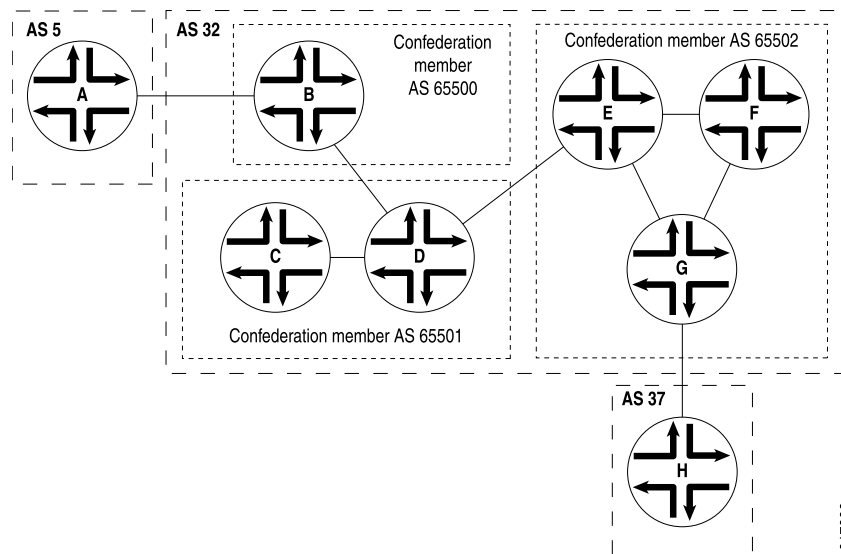 AS 5
A
AS 32
B
Confederation
member
AS 65500
Confederation member AS 65502
E
F
C
D
G
Confederation member AS 65501
AS 37
H